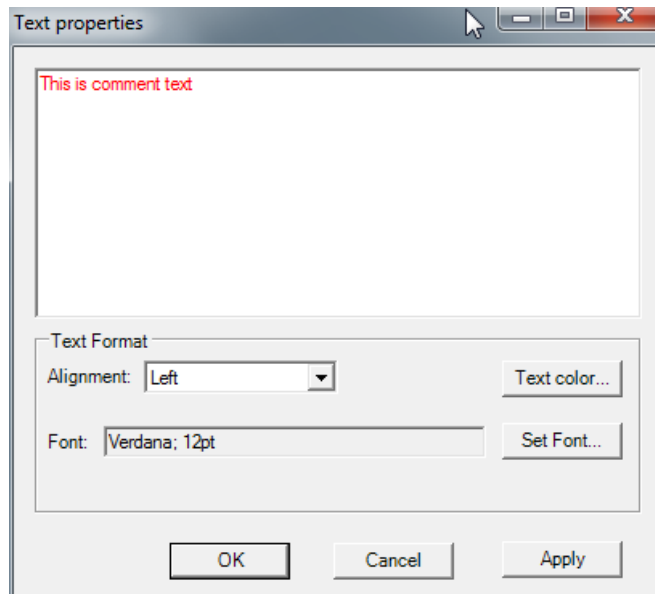 Text properties
This is comment text
Text Format
Alignment: Left
Text color...
Font: Verdana; 12pt
Set Font...
OK
Cancel
Apply